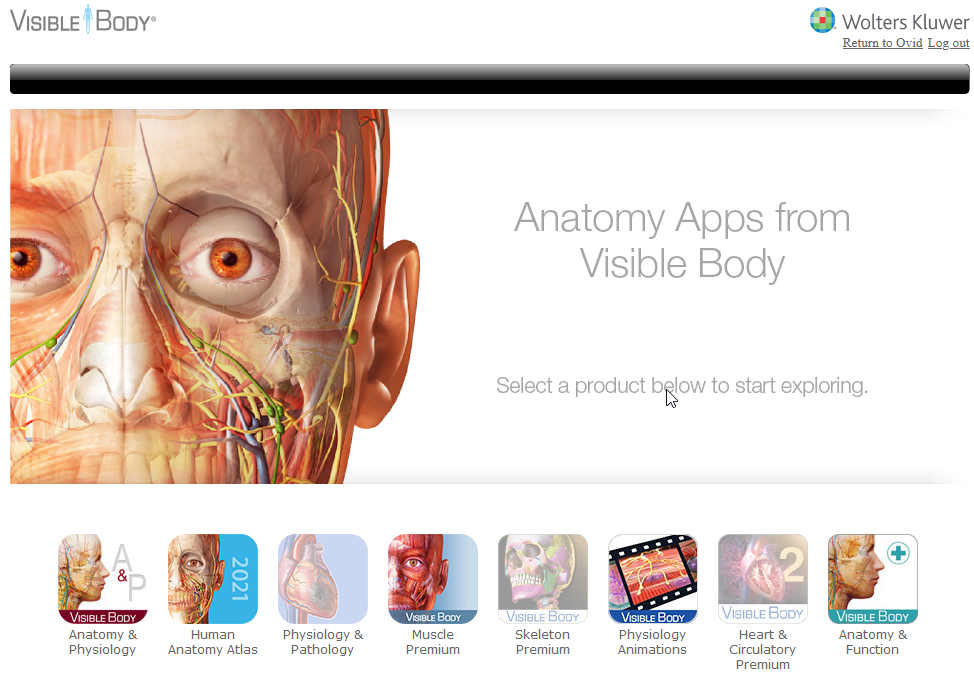 VISIBLE BODY®
Wolters Kluwer
Return to Ovid Log out
Anatomy Apps from
Visible Body
Select a product below to start exploring.
A
&
P
VISIBLE BODY
Anatomy &
Physiology
2021
Human
Anatomy Atlas
Physiology &
Pathology
VISIBLE BODY
Muscle
Premium
VISIBLE BODY
Skeleton
Premium
VISIBLE BODY
Physiology
Animations
2
VISIBLE BODY
Heart &
Circulatory
Premium
VISIBLE BODY
Anatomy &
Function